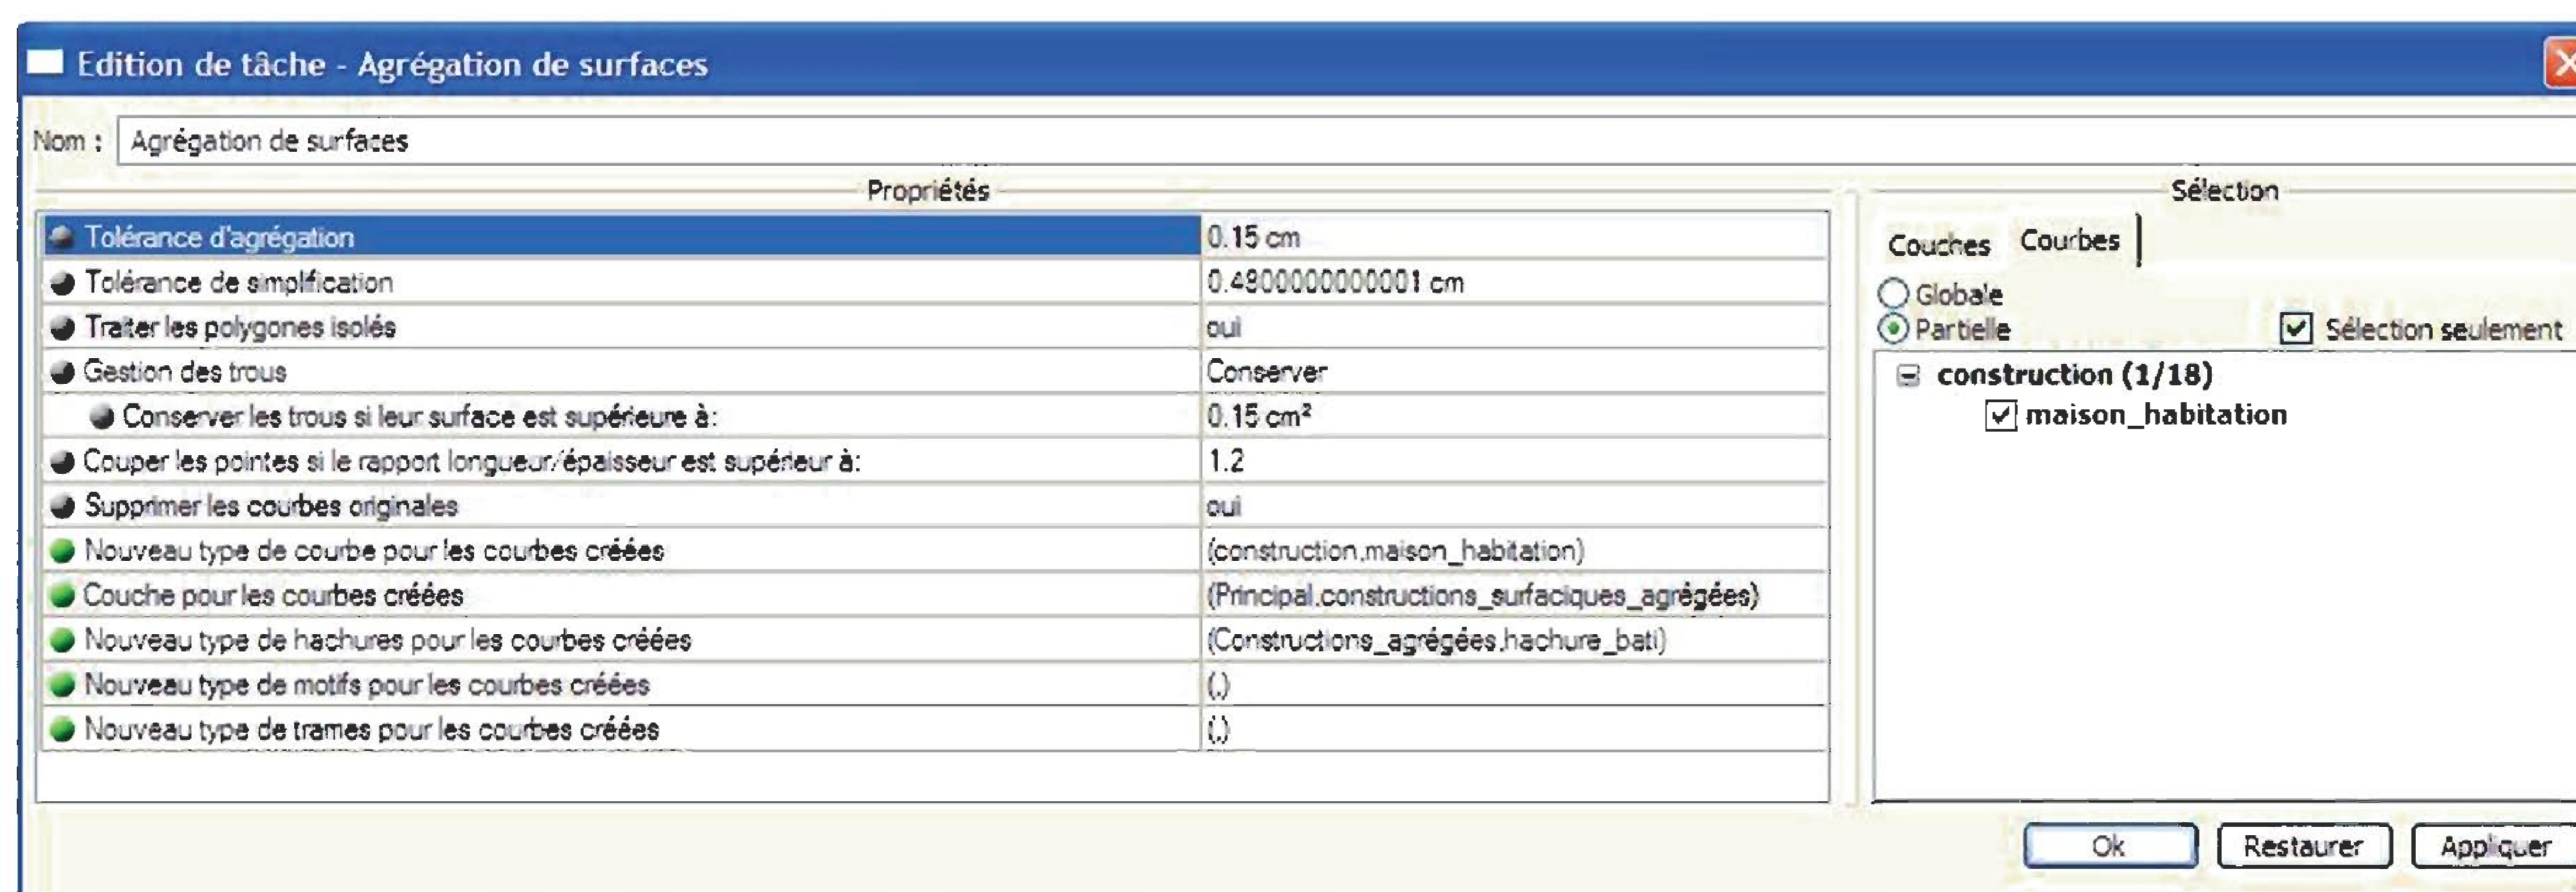 Edition de tâche - Agrégation de surfaces
Nom : Agrégation de surfaces
Propriétés
Tolérance d'agrégation 0.15 cm
Tolérance de simplification 0.4800000000001 cm
Traiter les polygones isolés oui
Gestion des trous Conserver
Conserver les trous si leur surface est supérieure à: 0.15 cm²
Couper les pointes si le rapport longueur/épaisseur est supérieur à: 1.2
Supprimer les courbes originales oui
Nouveau type de courbe pour les courbes créées (construction,maison_habitation)
Couche pour les courbes créées (Principal,constructions_surfaciques_agrégées)
Nouveau type de hachures pour les courbes créées (Constructions_agrégées,hachure_bati)
Nouveau type de motifs pour les courbes créées (,)
Nouveau type de trames pour les courbes créées (,)
Sélection
Couches Courbes
Globale
Partielle Sélection seulement
construction (1/18)
maison_habitation
Ok Restaurer Appliquer